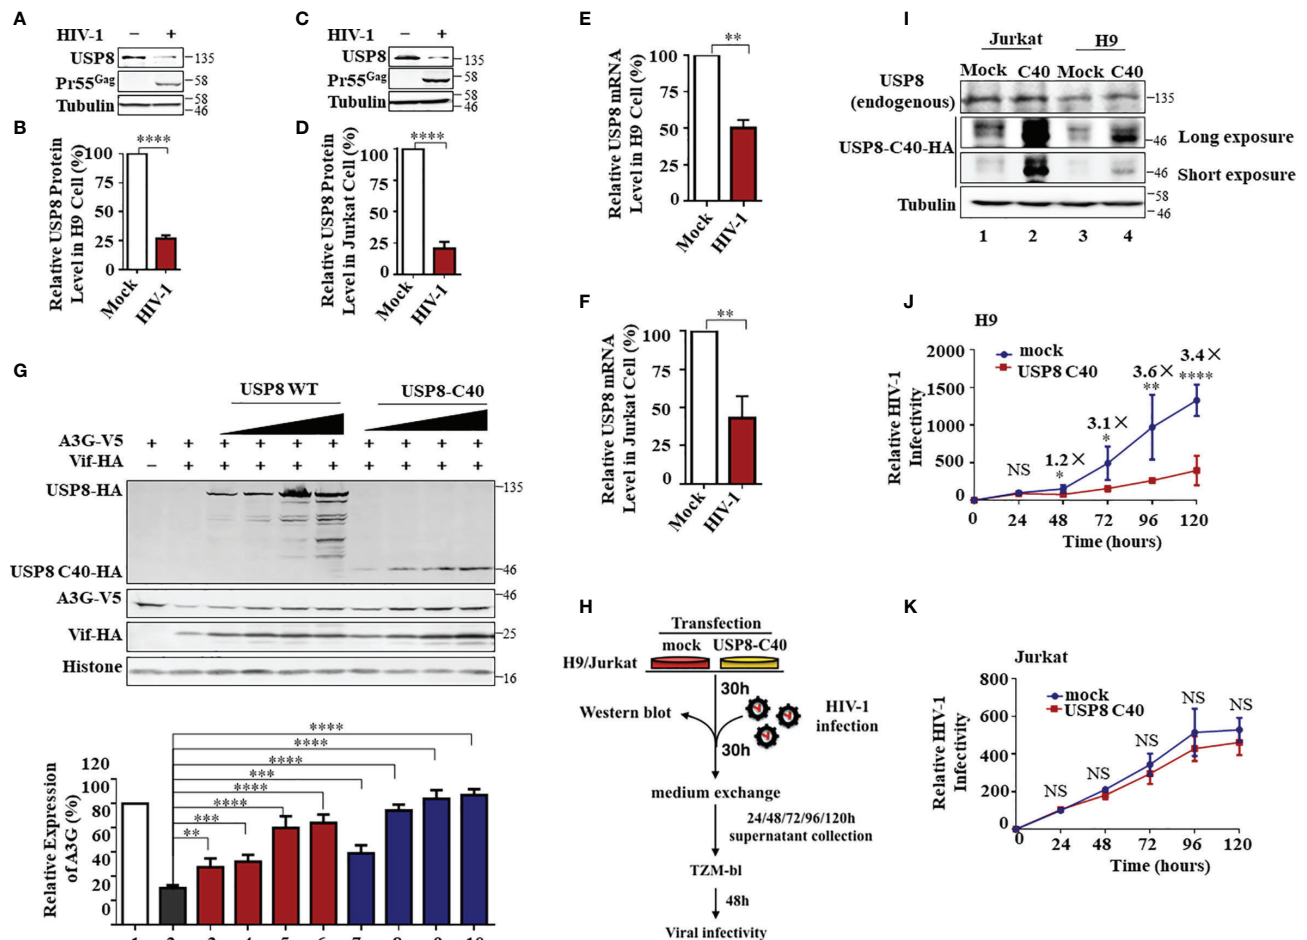 A
HIV-1 – +
USP8 135
Pr55Gag 58
Tubulin 58
46
B
****
Relative USP8 Protein
Level in H9 Cell (%)
100
75
50
25
0
Mock
HIV-1
C
HIV-1 – +
USP8 135
Pr55Gag 58
Tubulin 58
46
D
****
Relative USP8 Protein
Level in Jurkat Cell (%)
100
75
50
25
0
Mock
HIV-1
E
**
Relative USP8 mRNA
Level in H9 Cell (%)
100
75
50
25
0
Mock
HIV-1
F
**
Relative USP8 mRNA
Level in Jurkat Cell (%)
100
75
50
25
0
Mock
HIV-1
G
USP8 WT USP8-C40
A3G-V5 + + + + + + + + + +
Vif-HA – + + + + + + + + +
USP8-HA 135
USP8 C40-HA 46
A3G-V5 46
Vif-HA 25
Histone 16
****
****
****
***
****
****
***
**
Relative Expression
of A3G (%)
120
80
60
40
20
0
1 2 3 4 5 6 7 8 9 10
H
Transfection
mock USP8-C40
H9/Jurkat
30h
Western blot
HIV-1
infection
30h
medium exchange
24/48/72/96/120h
supernatant collection
TZM-bl
48h
Viral infectivity
I
Jurkat H9
Mock C40 Mock C40
USP8
(endogenous) 135
USP8-C40-HA
46 Long exposure
46 Short exposure
Tubulin 58
46
1 2 3 4
J
H9
mock
USP8 C40
Relative HIV-1
Infectivity
2000
1500
1000
500
0
NS
1.2×
*
3.1×
*
3.6×
**
3.4×
****
0 24 48 72 96 120
Time (hours)
K
Jurkat
mock
USP8 C40
Relative HIV-1
Infectivity
800
600
400
200
0
NS NS NS NS NS
0 24 48 72 96 120
Time (hours)